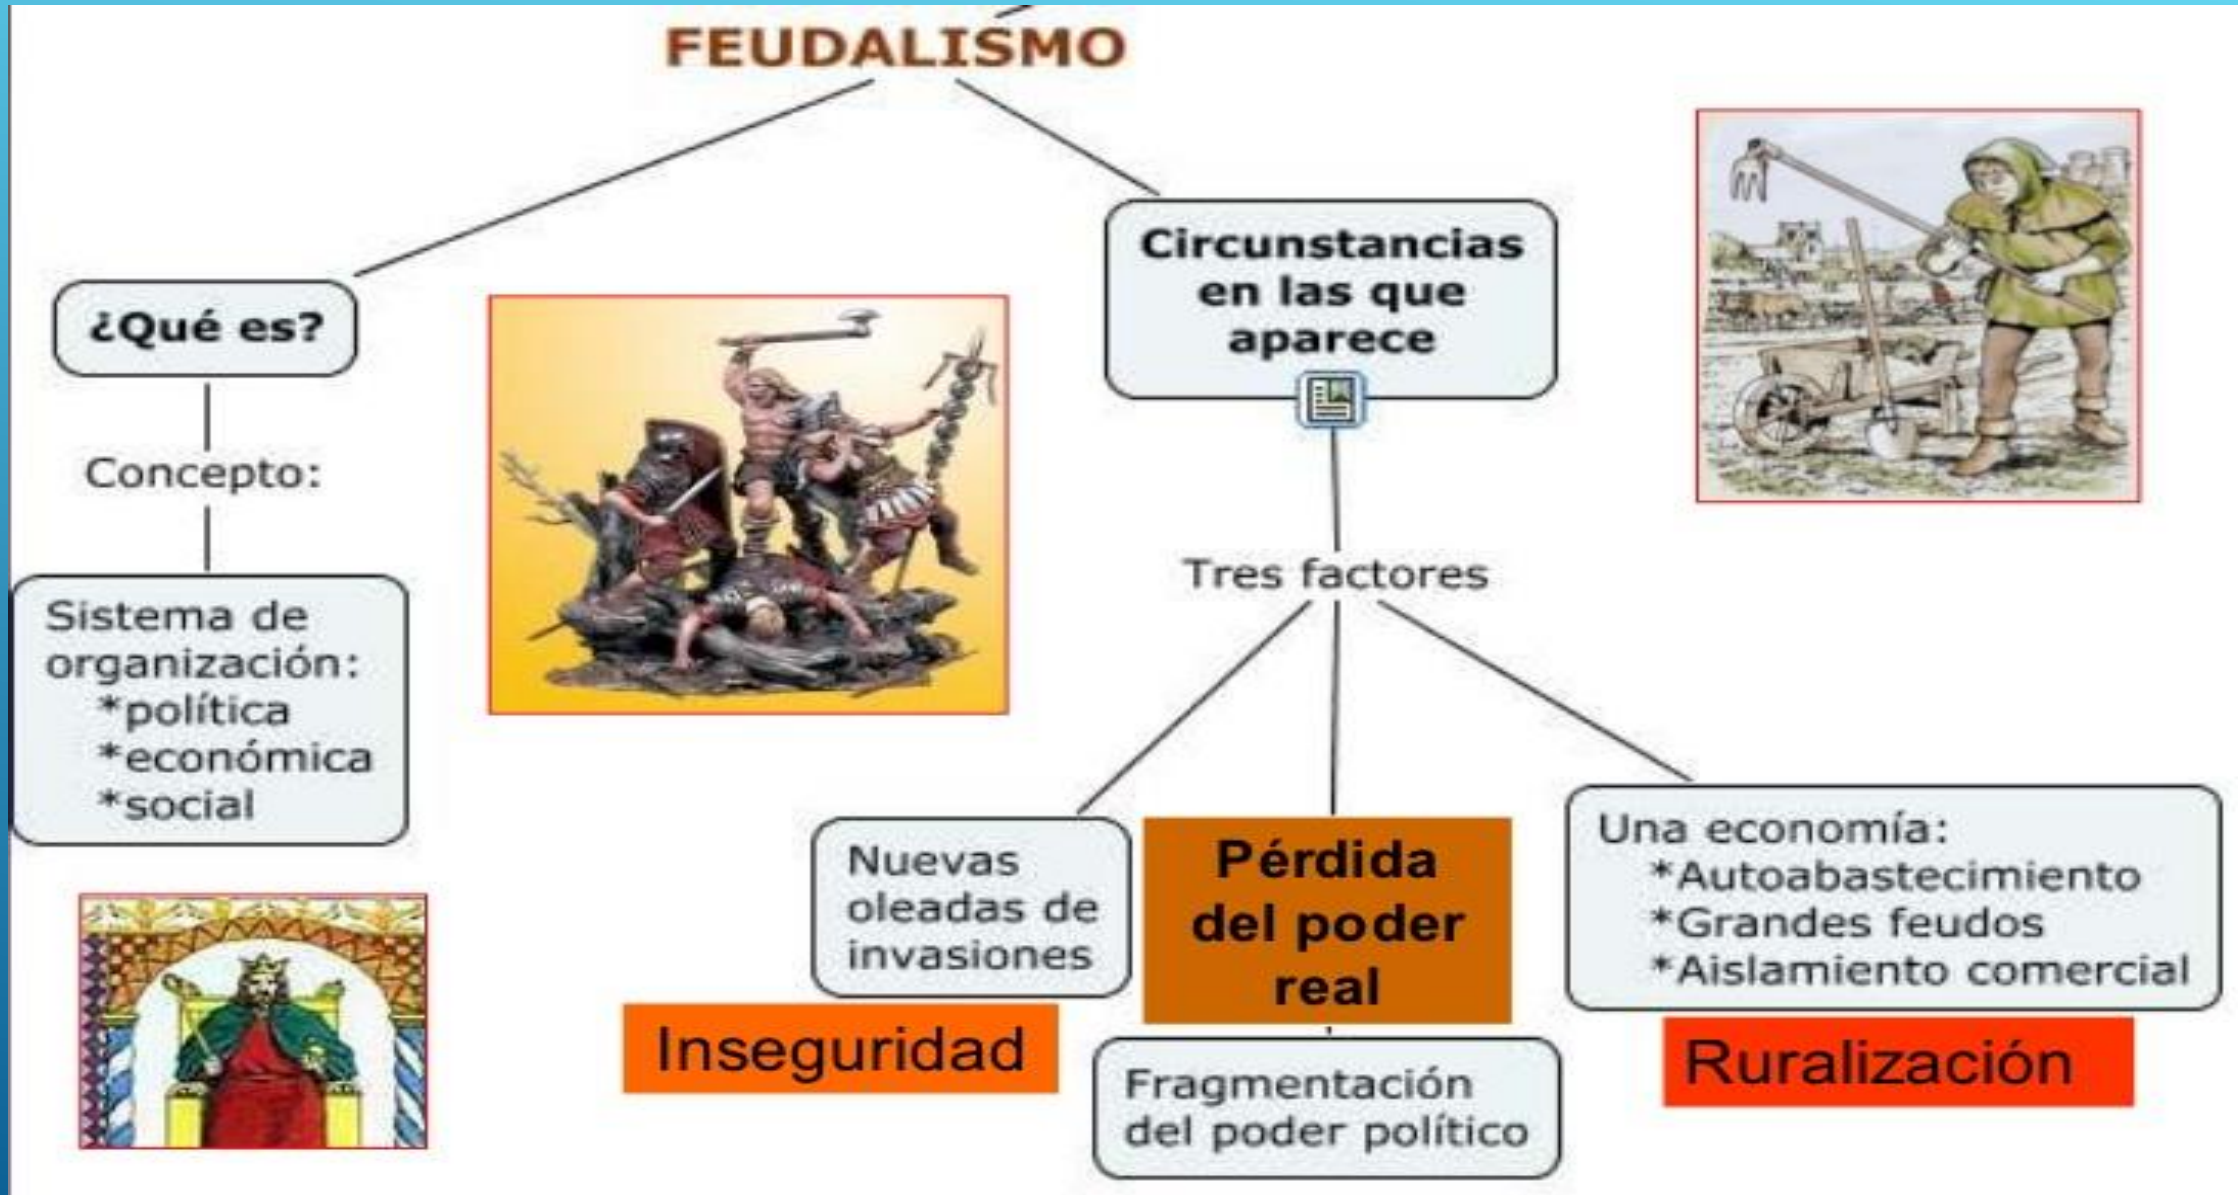 FEUDALISMO
¿Qué es?
Concepto:
Sistema de
organización:
*política
*económica
*social
Circunstancias
en las que
aparece
Tres factores
Nuevas
oleadas de
invasiones
Inseguridad
Pérdida
del poder
real
Fragmentación
del poder político
Una economía:
*Autoabastecimiento
*Grandes feudos
*Aislamiento comercial
Ruralización